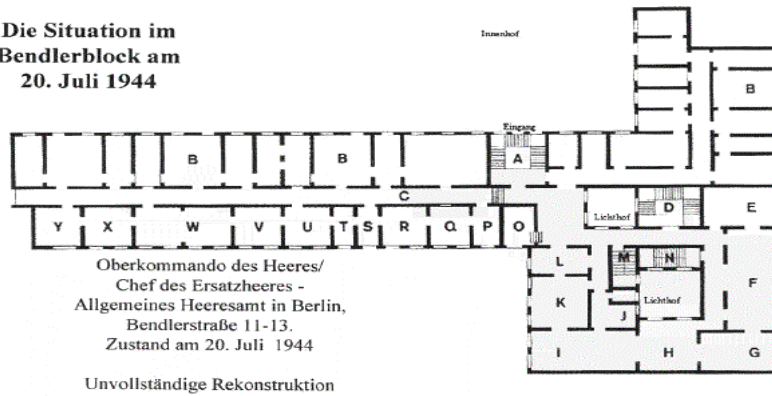 Die Situation im
Bendlerblock am
20. Juli 1944
Innenhof
B
Eingang
B
B
A
C
Lichthof
D
E
Y
X
W
V
U
T
S
R
Q
P
O
Oberkommando des Heeres/
Chef des Ersatzheeres -
Allgemeines Heeresamt in Berlin,
Bendlerstraße 11-13.
Zustand am 20. Juli 1944
Unvollständige Rekonstruktion
L
M
N
K
Lichthof
F
J
I
H
G